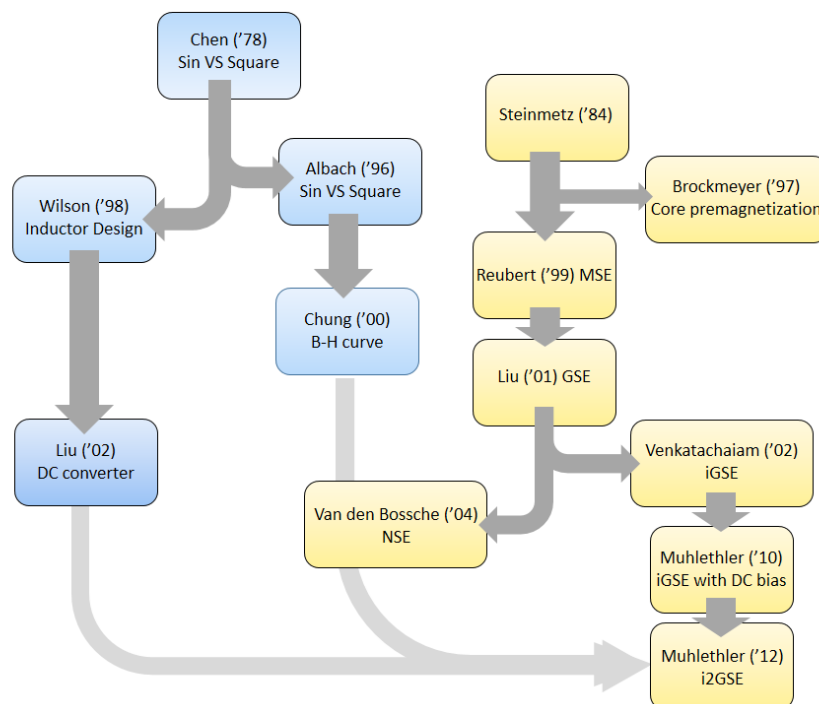 Chen ('78)
Sin VS Square
Steinmetz ('84)
Albach ('96)
Sin VS Square
Brockmeyer ('97)
Core premagnetization
Wilson ('98)
Inductor Design
Reubert ('99) MSE
Chung ('00)
B-H curve
Liu ('01) GSE
Liu ('02)
DC converter
Venkatachaiam ('02)
iGSE
Van den Bossche ('04)
NSE
Muhlethler ('10)
iGSE with DC bias
Muhlethler ('12)
i2GSE